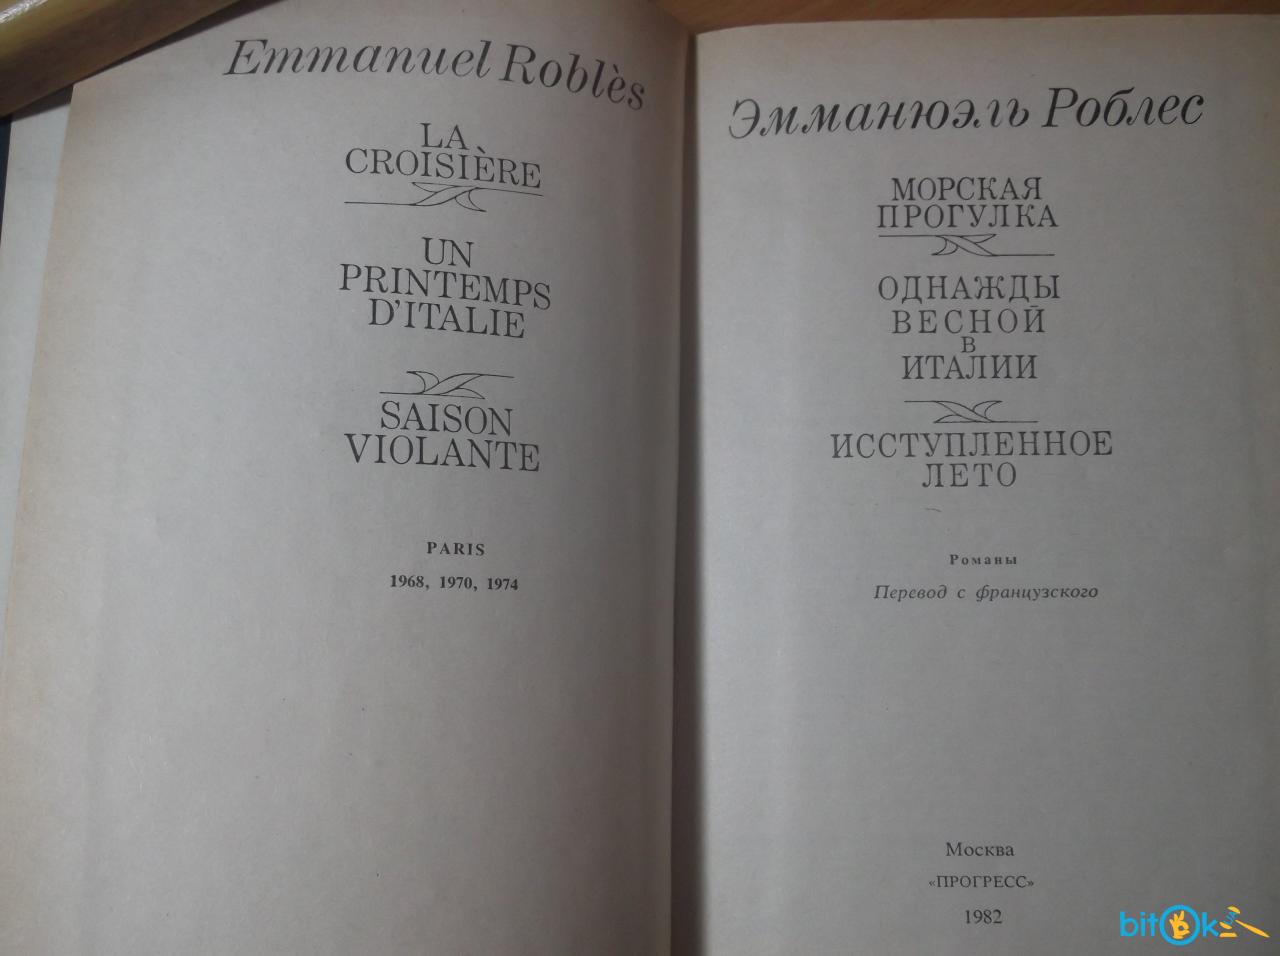 Emmanuel Roblès
LA
CROISIÈRE
UN
PRINTEMPS
D'ITALIE
SAISON
VIOLANTE
PARIS
1968, 1970, 1974
Эммануюэль Роблес
МОРСКАЯ
ПРОГУЛКА
ОДНАЖДЫ
ВЕСНОЙ
В
ИТАЛИИ
ИССТУПЛЕННОЕ
ЛЕТО
Романы
Перевод с французского
Москва
«ПРОГРЕСС»
1982
bitOk